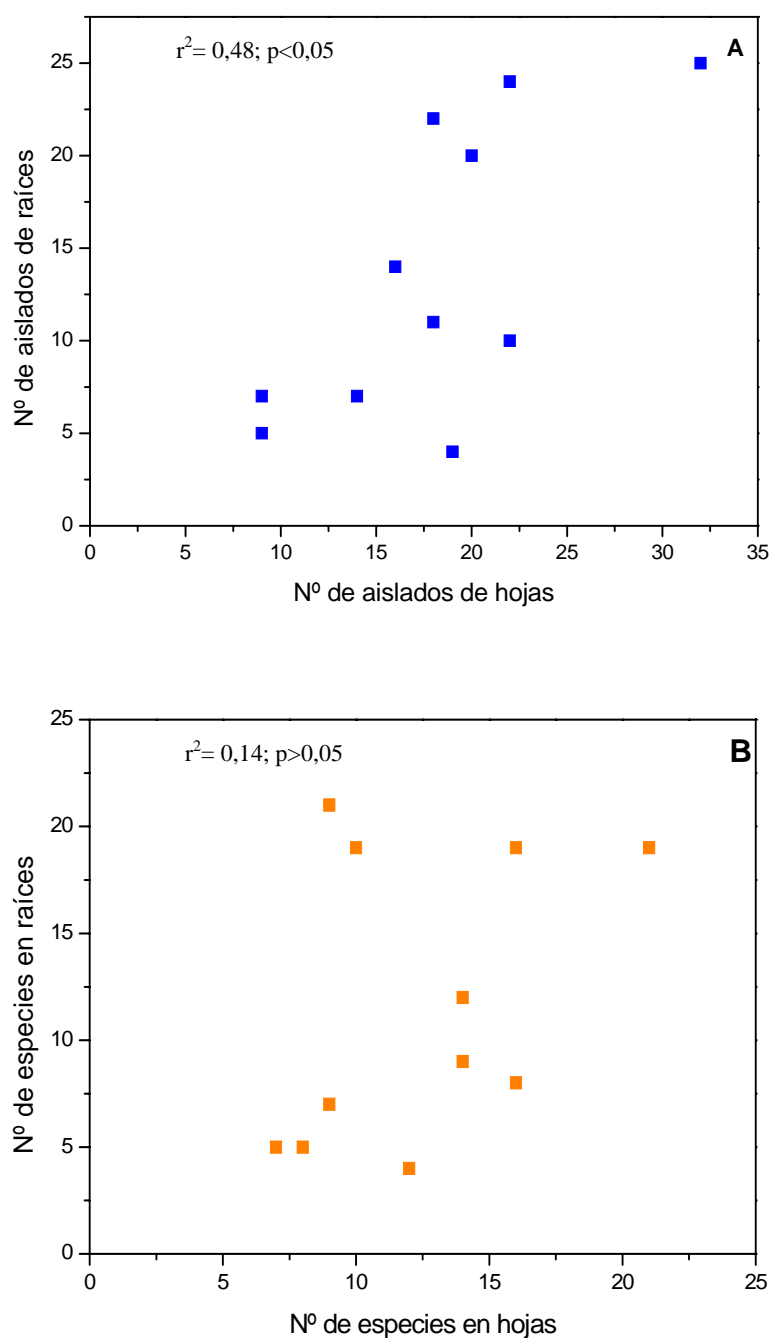 r²= 0,48; p<0,05
A
25
20
15
10
5
0
0 5 10 15 20 25 30 35
Nº de aislados de raíces
Nº de aislados de hojas
r²= 0,14; p>0,05
B
25
20
15
10
5
0
0 5 10 15 20 25
Nº de especies en raíces
Nº de especies en hojas